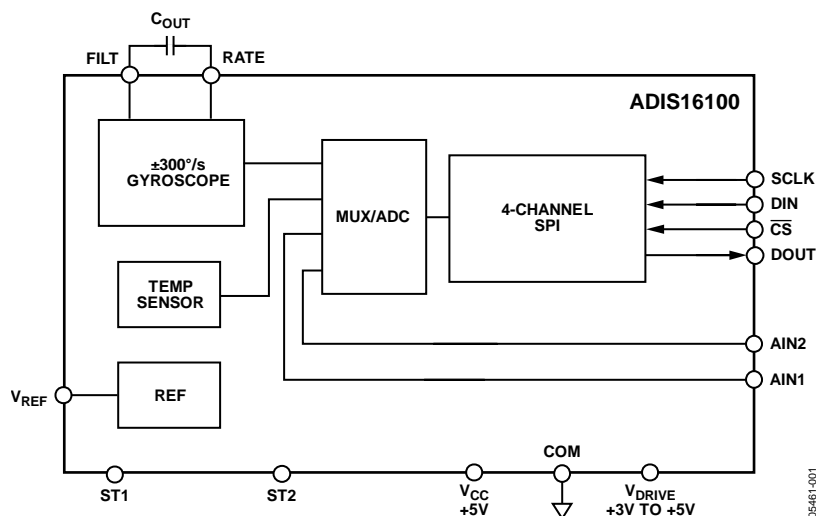 COUT
FILT
RATE
ADIS16100
±300°/s
GYROSCOPE
MUX/ADC
4-CHANNEL
SPI
SCLK
DIN
CS
DOUT
TEMP
SENSOR
AIN2
AIN1
VREF
REF
ST1
ST2
VCC
+5V
COM
VDRIVE
+3V TO +5V
05461-001